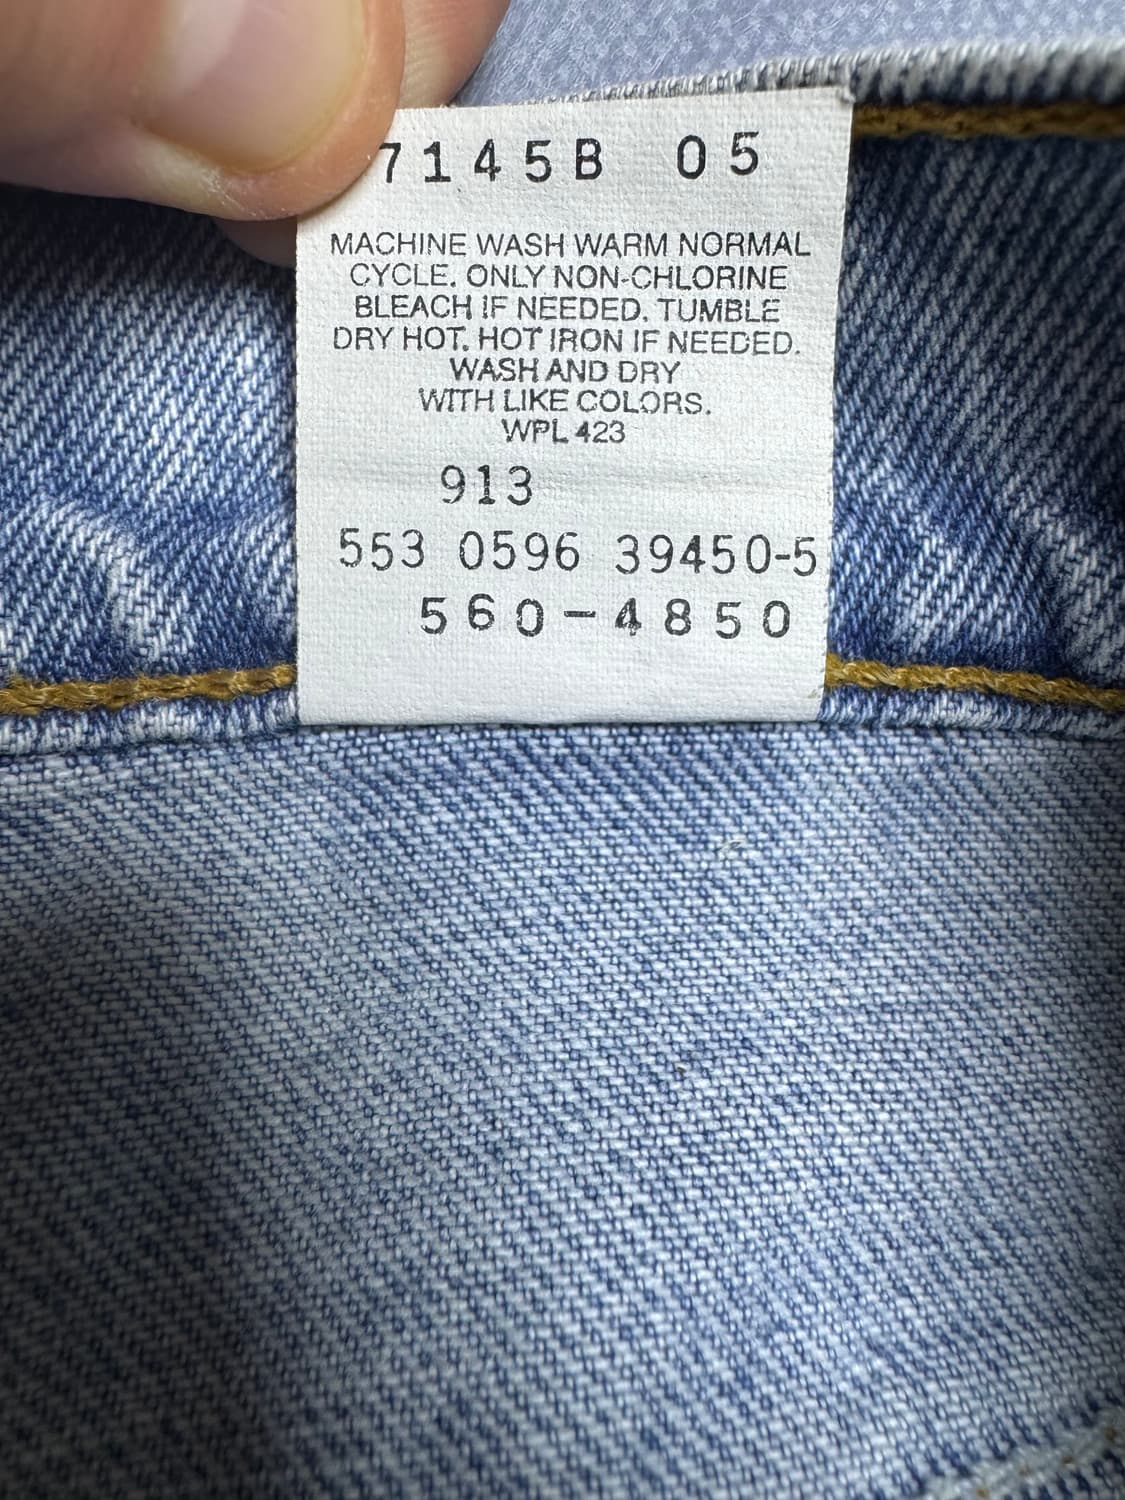 7145B 05
MACHINE WASH WARM NORMAL
CYCLE. ONLY NON-CHLORINE
BLEACH IF NEEDED. TUMBLE
DRY HOT. HOT IRON IF NEEDED.
WASH AND DRY
WITH LIKE COLORS.
WPL 423
913
553 0596 39450-5
560-4850